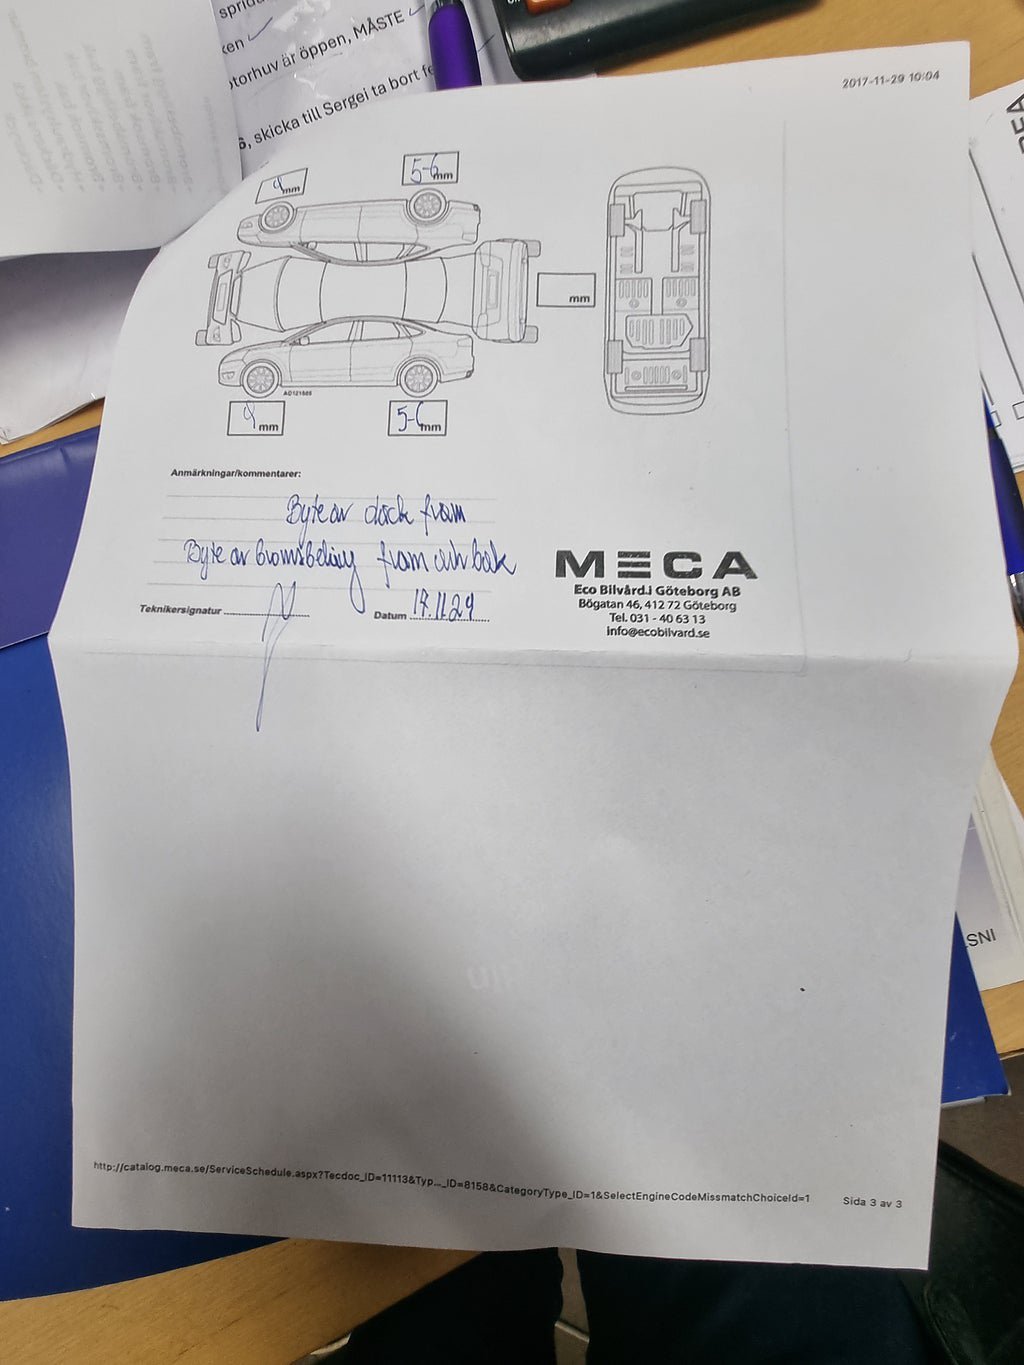 ken
otorhuv är öppen, MÅSTE
6, skicka till Sergei ta bort fe
2017-11-29 10:04
4 mm
5-6 mm
mm
AD121885
4 mm
5-6 mm
Anmärkningar/kommentarer:
Byte av däck fram
Byte av bromsbeläg fram och bak
Teknikersignatur
Datum 17.11.29
MECA
Eco Bilvård.i Göteborg AB
Bögatan 46, 412 72 Göteborg
Tel. 031 - 40 63 13
info@ecobilvard.se
http://catalog.meca.se/ServiceSchedule.aspx?Tecdoc_ID=11113&Typ..._ID=8158&CategoryType_ID=1&SelectEngineCodeMissmatchChoiceId=1
Sida 3 av 3
INS